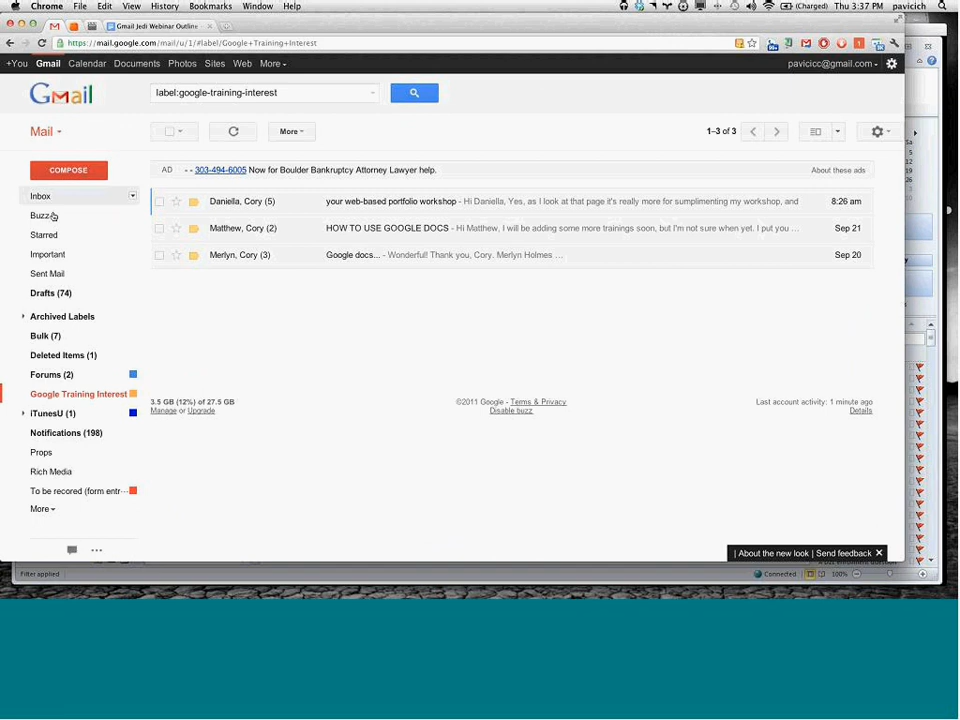 Chrome File Edit View History Bookmarks Window Help (Charged) Thu 3:37 PM pavicich
Gmail Jedi Webinar Outline
https://mail.google.com/mail/u/1/#label/Google+Training+Interest
+You Gmail Calendar Documents Photos Sites Web More pavicicc@gmail.com
Gmail label:google-training-interest
Mail More 1–3 of 3
COMPOSE AD - - 303-494-6005 Now for Boulder Bankruptcy Attorney Lawyer help. About these ads
Inbox
Daniella, Cory (5) your web-based portfolio workshop - Hi Daniella, Yes, as I look at that page it's really more for sumplimenting my workshop, and 8:26 am
Buzz
Matthew, Cory (2) HOW TO USE GOOGLE DOCS - Hi Matthew, I will be adding some more trainings soon, but I'm not sure when yet. I put you ... Sep 21
Starred
Important Merlyn, Cory (3) Google docs... - Wonderful! Thank you, Cory. Merlyn Holmes ... Sep 20
Sent Mail
Drafts (74)
Archived Labels
Bulk (7)
Deleted Items (1)
Forums (2)
Google Training Interest
3.5 GB (12%) of 27.5 GB ©2011 Google - Terms & Privacy Last account activity: 1 minute ago
Manage or Upgrade Disable buzz Details
iTunesU (1)
Notifications (198)
Props
Rich Media
To be recored (form entr...
More
| About the new look | Send feedback ✕
Filter applied Connected 100%